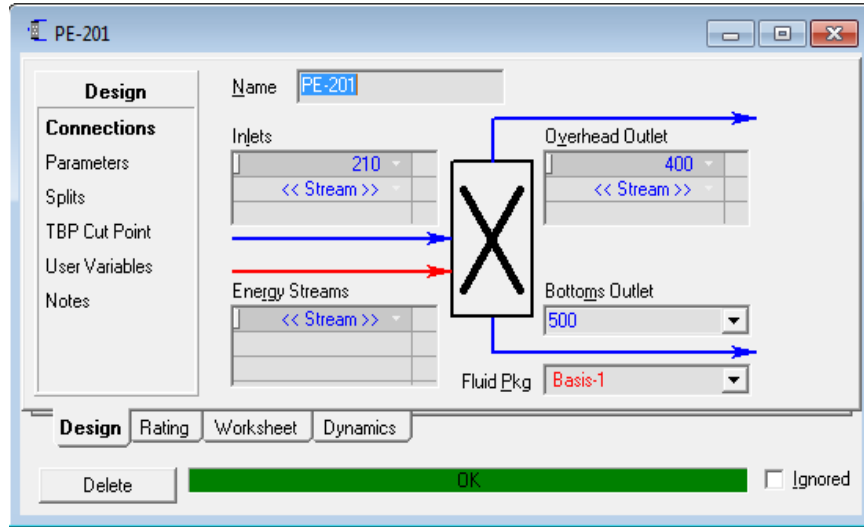 PE-201
Design
Connections
Parameters
Splits
TBP Cut Point
User Variables
Notes
Name PE-201
Inlets
210
<< Stream >>
Energy Streams
<< Stream >>
Overhead Outlet
400
<< Stream >>
Bottoms Outlet
500
Fluid Pkg Basis-1
Design Rating Worksheet Dynamics
Delete OK Ignored